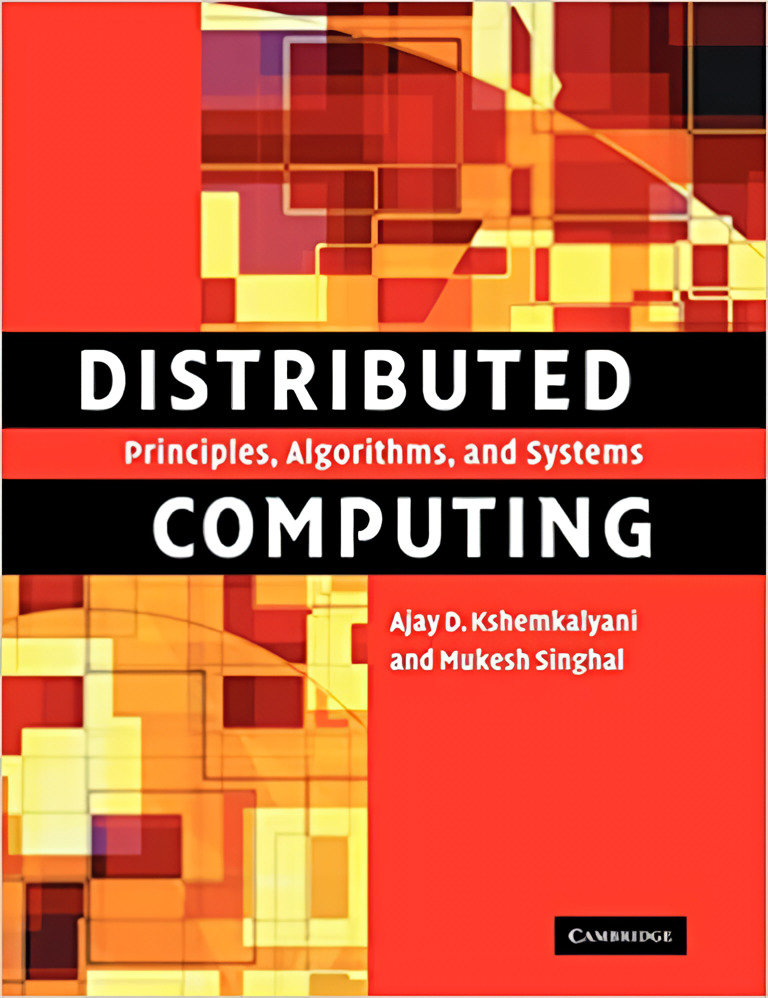 DISTRIBUTED
Principles, Algorithms, and Systems
COMPUTING
Ajay D. Kshemkalyani
and Mukesh Singhal
CAMBRIDGE